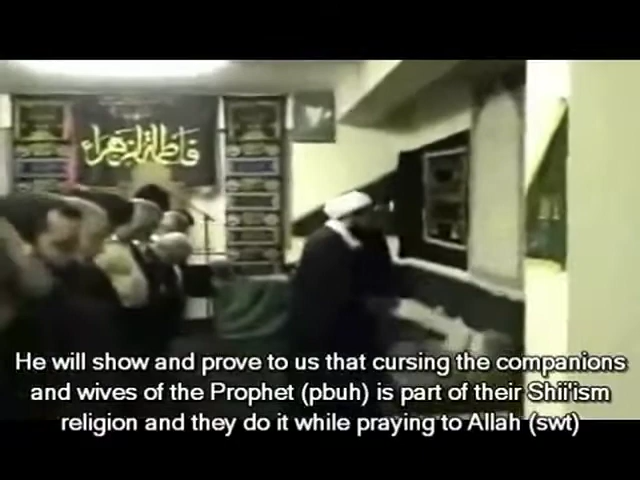 فاطمة الزهراء
He will show and prove to us that cursing the companions
and wives of the Prophet (pbuh) is part of their Shii'ism
religion and they do it while praying to Allah (swt)